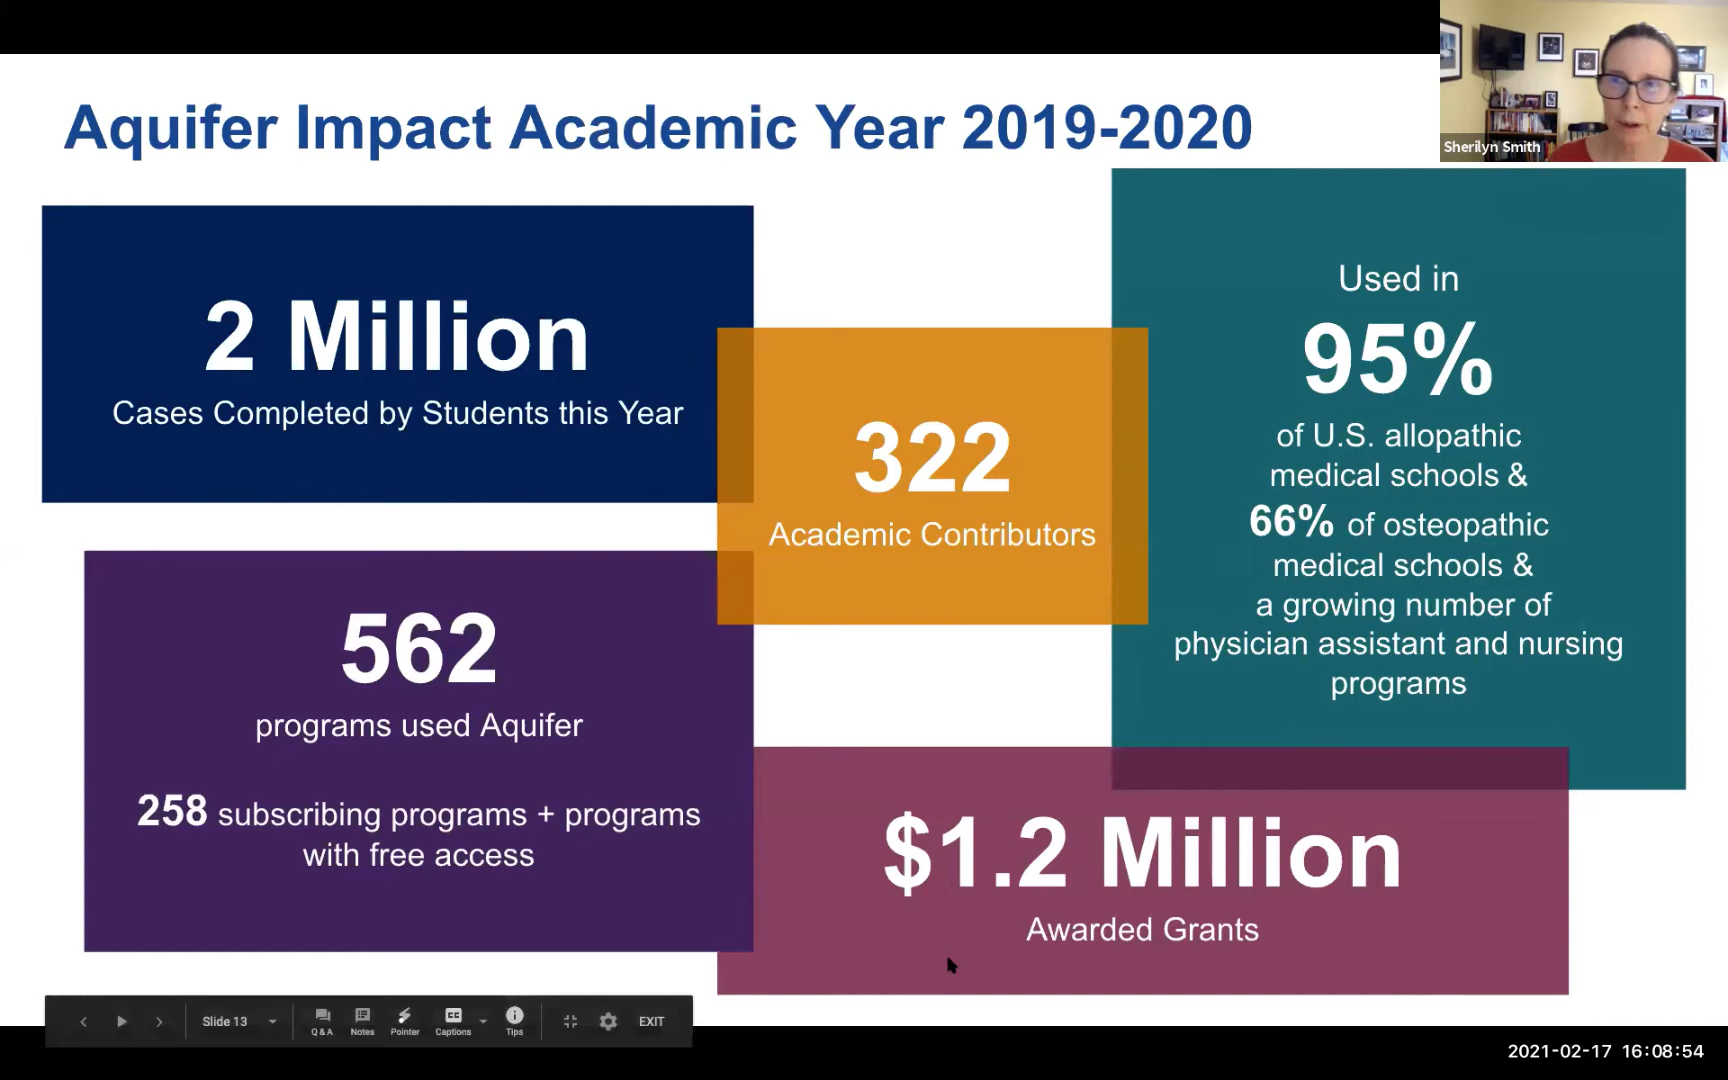 Aquifer Impact Academic Year 2019-2020
Sherilyn Smith
2 Million
Cases Completed by Students this Year
322
Academic Contributors
Used in
95%
of U.S. allopathic
medical schools &
66% of osteopathic
medical schools &
a growing number of
physician assistant and nursing
programs
562
programs used Aquifer
258 subscribing programs + programs
with free access
$1.2 Million
Awarded Grants
Slide 13
Q & A
Notes
Pointer
CC
Captions
Tips
EXIT
2021-02-17 16:08:54